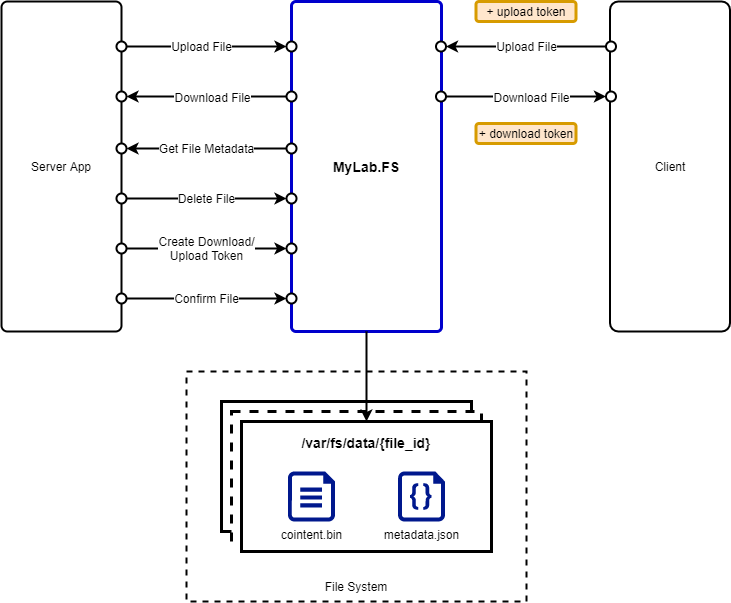 + upload token
Upload File
Upload File
Download File
Download File
+ download token
Get File Metadata
Server App
MyLab.FS
Client
Delete File
Create Download/
Upload Token
Confirm File
/var/fs/data/{file_id}
cointent.bin
metadata.json
File System